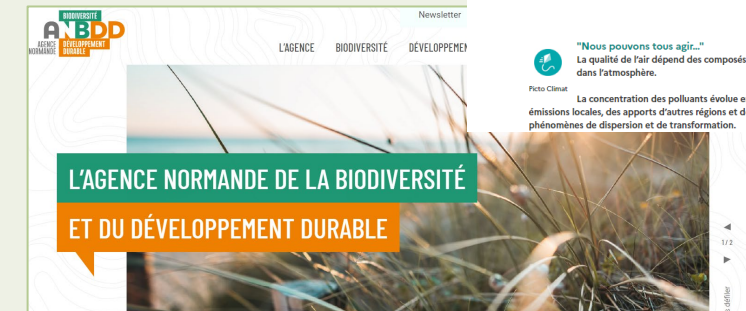 Newsletter
BIODIVERSITÉ
ANBDD
AGENCE
NORMANDE
DÉVELOPPEMENT
DURABLE
L'AGENCE BIODIVERSITÉ DÉVELOPPEMEN
"Nous pouvons tous agir..."
La qualité de l'air dépend des composés
dans l'atmosphère.
Picto Climat
La concentration des polluants évolue e
émissions locales, des apports d'autres régions et d
phénomènes de dispersion et de transformation.
L'AGENCE NORMANDE DE LA BIODIVERSITÉ
ET DU DÉVELOPPEMENT DURABLE
1/2
défiler